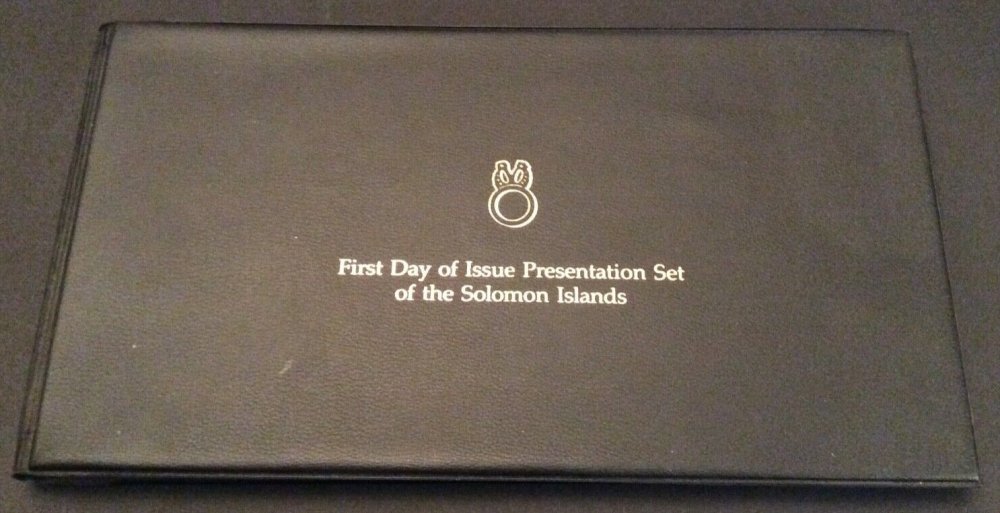 First Day of Issue Presentation Set
of the Solomon Islands